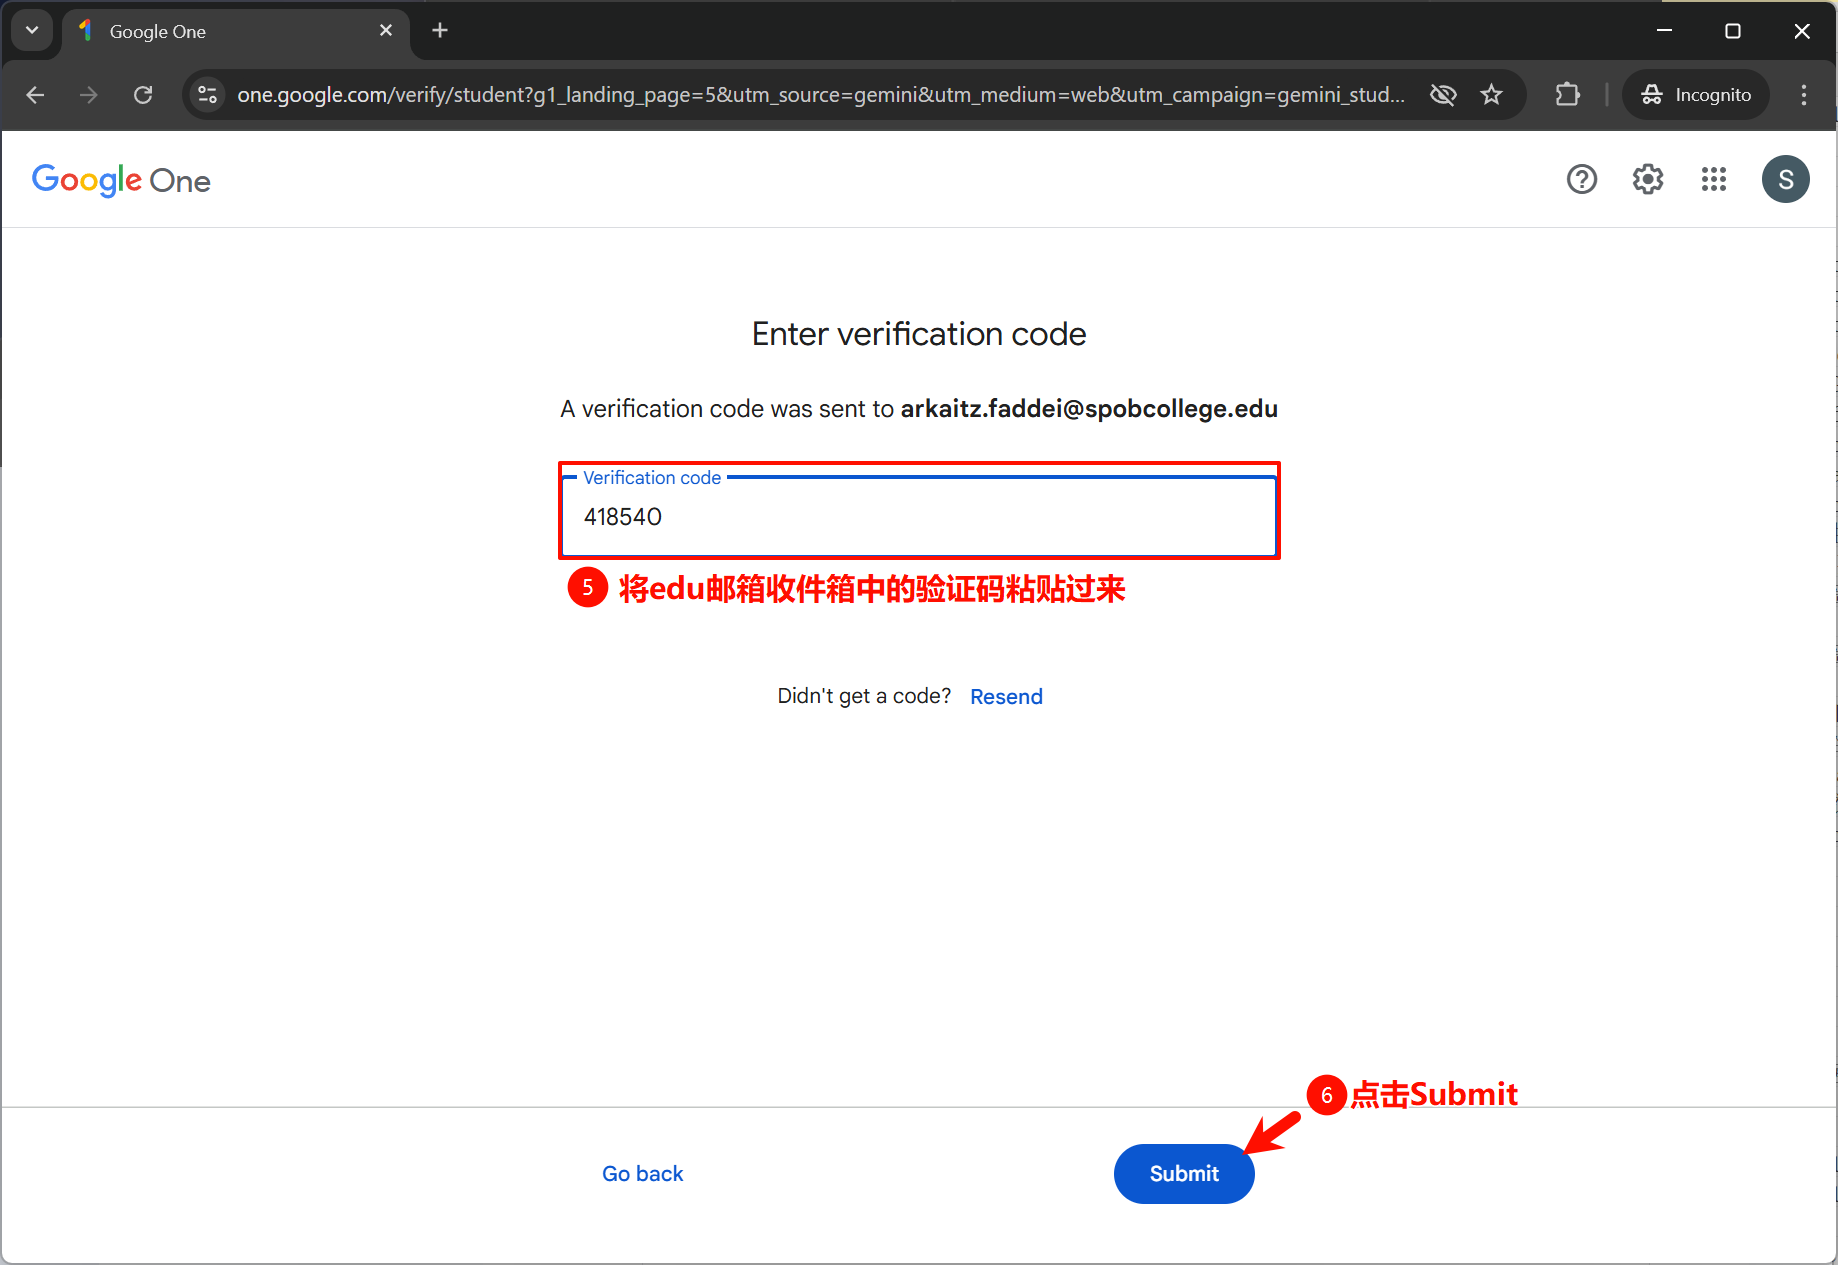 Google One
one.google.com/verify/student?g1_landing_page=5&utm_source=gemini&utm_medium=web&utm_campaign=gemini_stud...
Incognito
Google One
S
Enter verification code
A verification code was sent to arkaitz.faddei@spobcollege.edu
Verification code
418540
5 将edu邮箱收件箱中的验证码粘贴过来
Didn't get a code? Resend
6 点击Submit
Go back
Submit